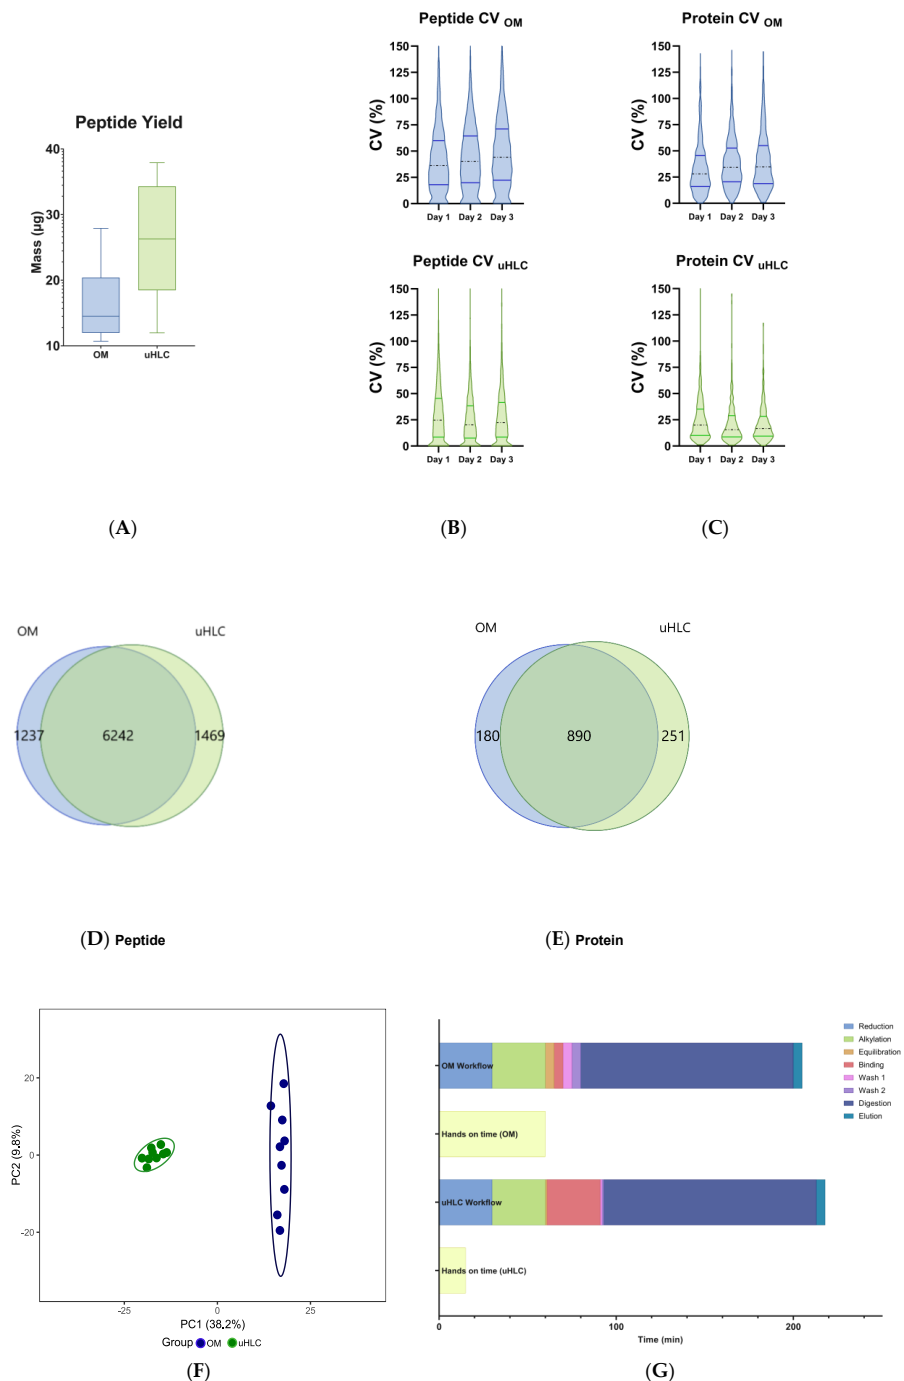 Peptide CV OM
Protein CV OM
150
125
100
75
50
25
0
CV (%)
Day 1 Day 2 Day 3
150
125
100
75
50
25
0
CV (%)
Day 1 Day 2 Day 3
Peptide Yield
40
30
20
10
Mass (µg)
OM uHLC
Peptide CV uHLC
Protein CV uHLC
150
125
100
75
50
25
0
CV (%)
Day 1 Day 2 Day 3
150
125
100
75
50
25
0
CV (%)
Day 1 Day 2 Day 3
(A)
(B)
(C)
OM uHLC
1237 6242 1469
OM uHLC
180 890 251
(D) Peptide
(E) Protein
20
0
-20
PC2 (9.8%)
-25 0 25
PC1 (38.2%)
Group OM uHLC
(F)
OM Workflow
Hands on time (OM)
uHLC Workflow
Hands on time (uHLC)
0 100 200
Time (min)
Reduction
Alkylation
Equilibration
Binding
Wash 1
Wash 2
Digestion
Elution
(G)